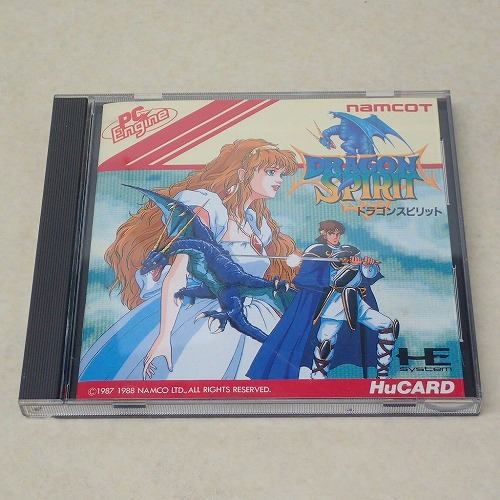 PC Engine
namcoT
DRAGON
SPIRIT
ドラゴンスピリット
HE
system
©1987 1988 NAMCO LTD., ALL RIGHTS RESERVED.
HuCARD